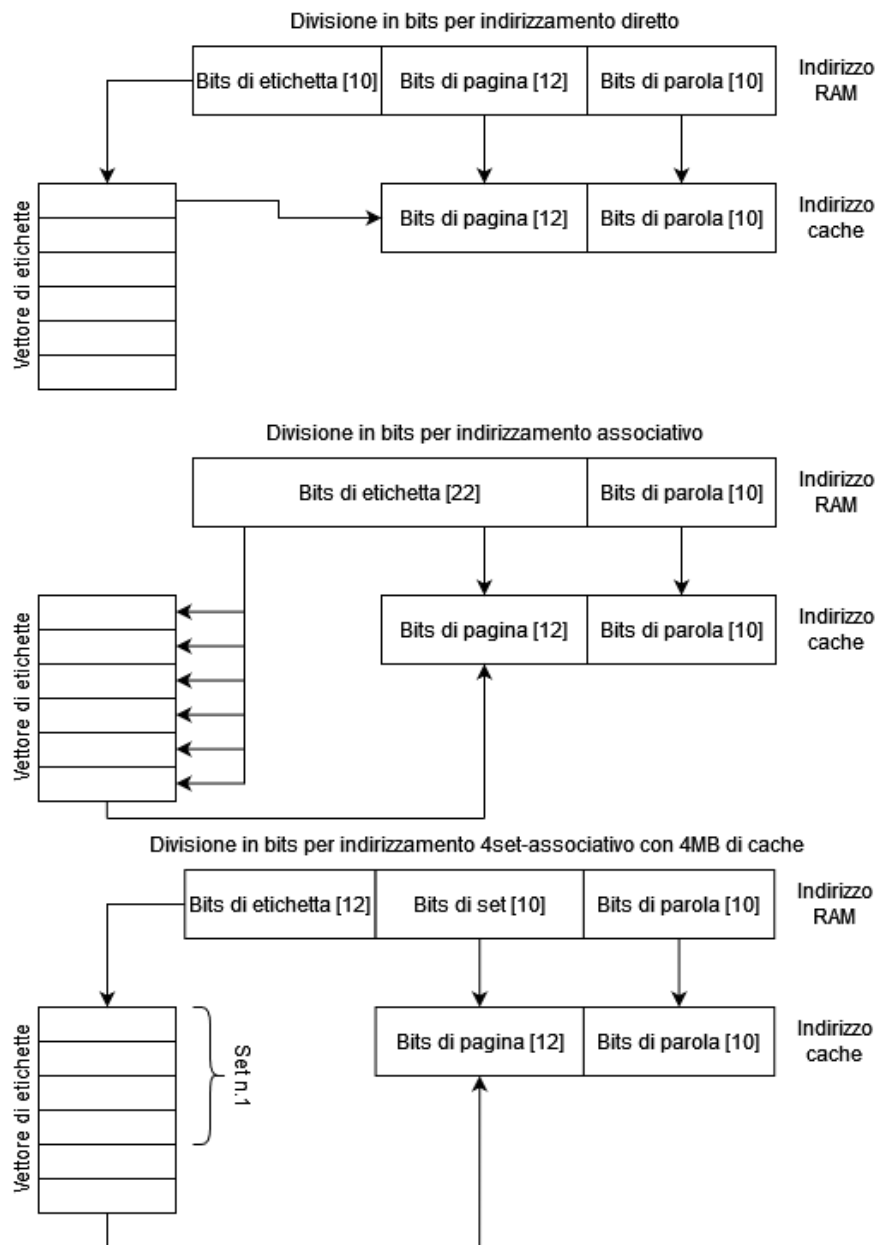 Divisione in bits per indirizzamento diretto
Bits di etichetta [10] Bits di pagina [12] Bits di parola [10] Indirizzo
RAM
Vettore di etichette
Bits di pagina [12] Bits di parola [10] Indirizzo
cache
Divisione in bits per indirizzamento associativo
Bits di etichetta [22] Bits di parola [10] Indirizzo
RAM
Vettore di etichette
Bits di pagina [12] Bits di parola [10] Indirizzo
cache
Divisione in bits per indirizzamento 4set-associativo con 4MB di cache
Bits di etichetta [12] Bits di set [10] Bits di parola [10] Indirizzo
RAM
Vettore di etichette
Set n.1
Bits di pagina [12] Bits di parola [10] Indirizzo
cache